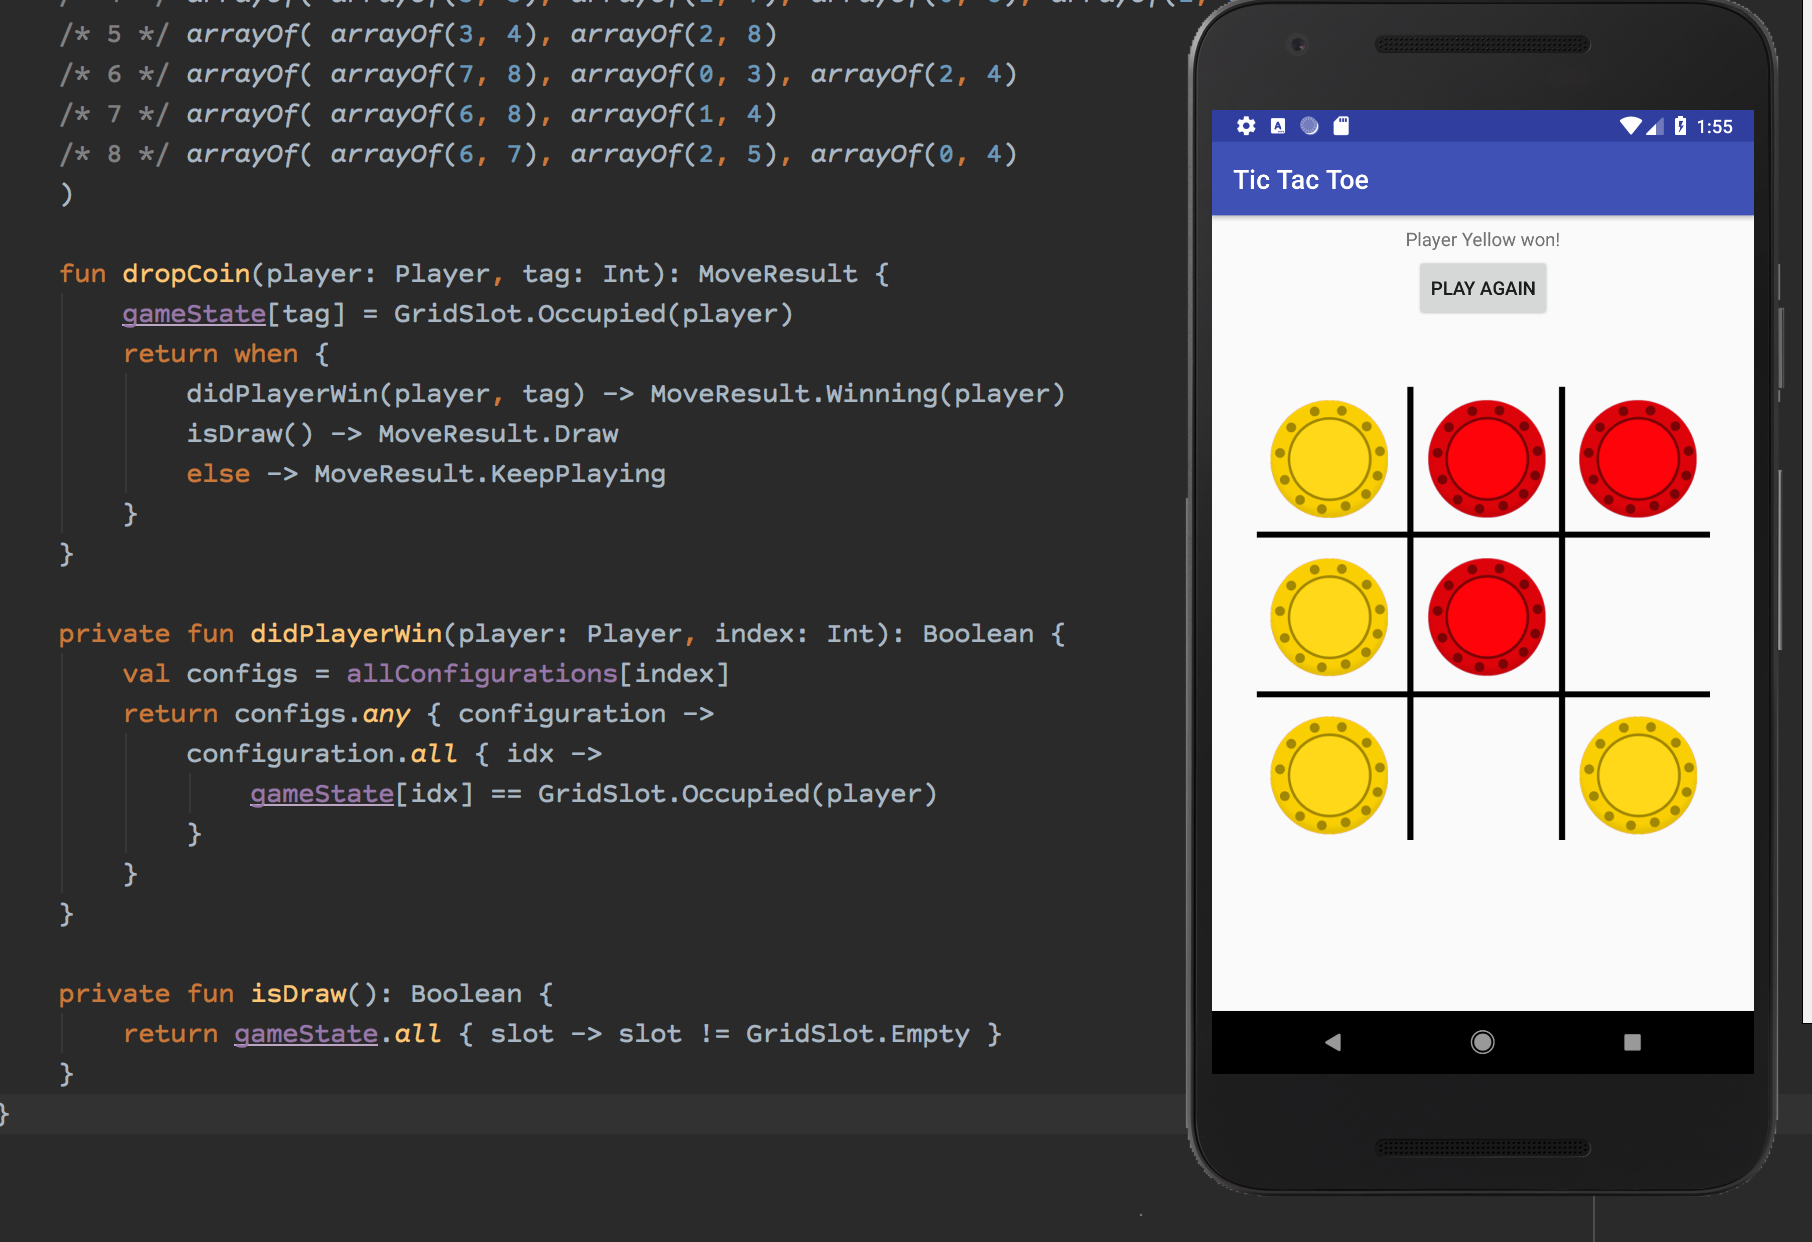 /* 5 */ arrayOf( arrayOf(3, 4), arrayOf(2, 8)
/* 6 */ arrayOf( arrayOf(7, 8), arrayOf(0, 3), arrayOf(2, 4)
/* 7 */ arrayOf( arrayOf(6, 8), arrayOf(1, 4)
/* 8 */ arrayOf( arrayOf(6, 7), arrayOf(2, 5), arrayOf(0, 4)
)
fun dropCoin(player: Player, tag: Int): MoveResult {
gameState[tag] = GridSlot.Occupied(player)
return when {
didPlayerWin(player, tag) -> MoveResult.Winning(player)
isDraw() -> MoveResult.Draw
else -> MoveResult.KeepPlaying
}
}
private fun didPlayerWin(player: Player, index: Int): Boolean {
val configs = allConfigurations[index]
return configs.any { configuration ->
configuration.all { idx ->
gameState[idx] == GridSlot.Occupied(player)
}
}
}
private fun isDraw(): Boolean {
return gameState.all { slot -> slot != GridSlot.Empty }
}
}
A 1:55
Tic Tac Toe
Player Yellow won!
PLAY AGAIN